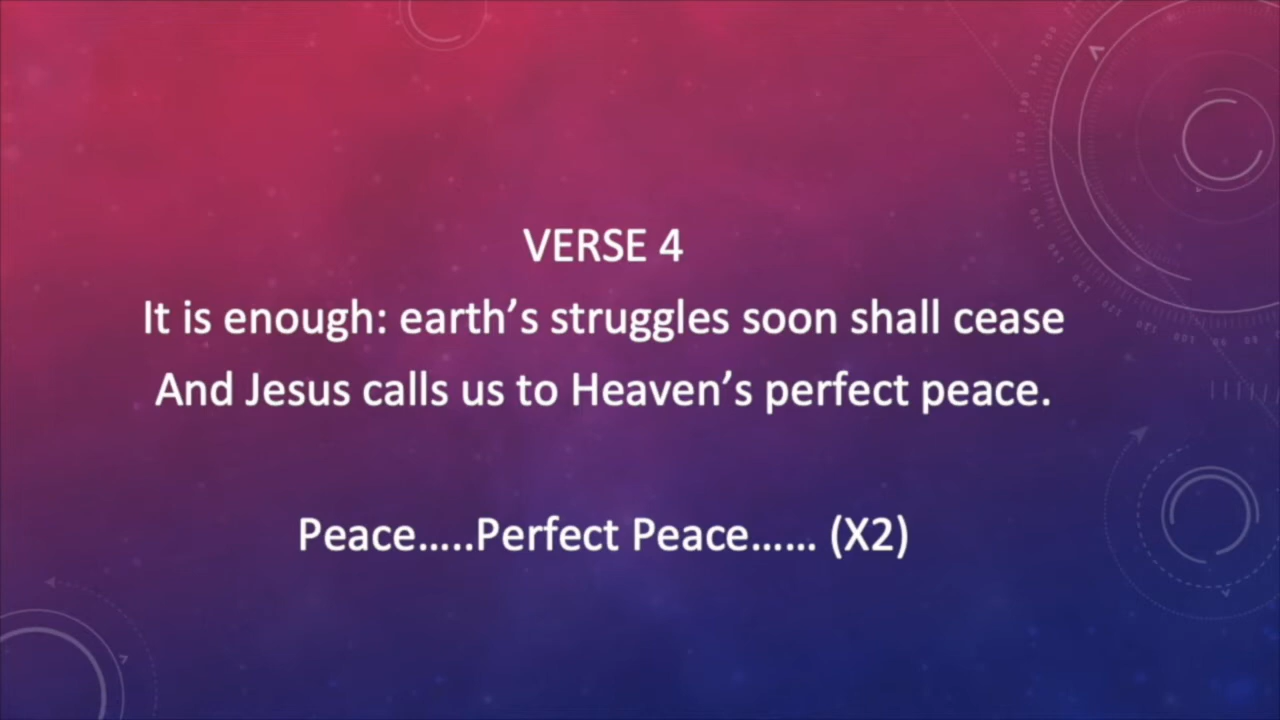 VERSE 4
It is enough: earth’s struggles soon shall cease
And Jesus calls us to Heaven’s perfect peace.
Peace…..Perfect Peace…… (X2)